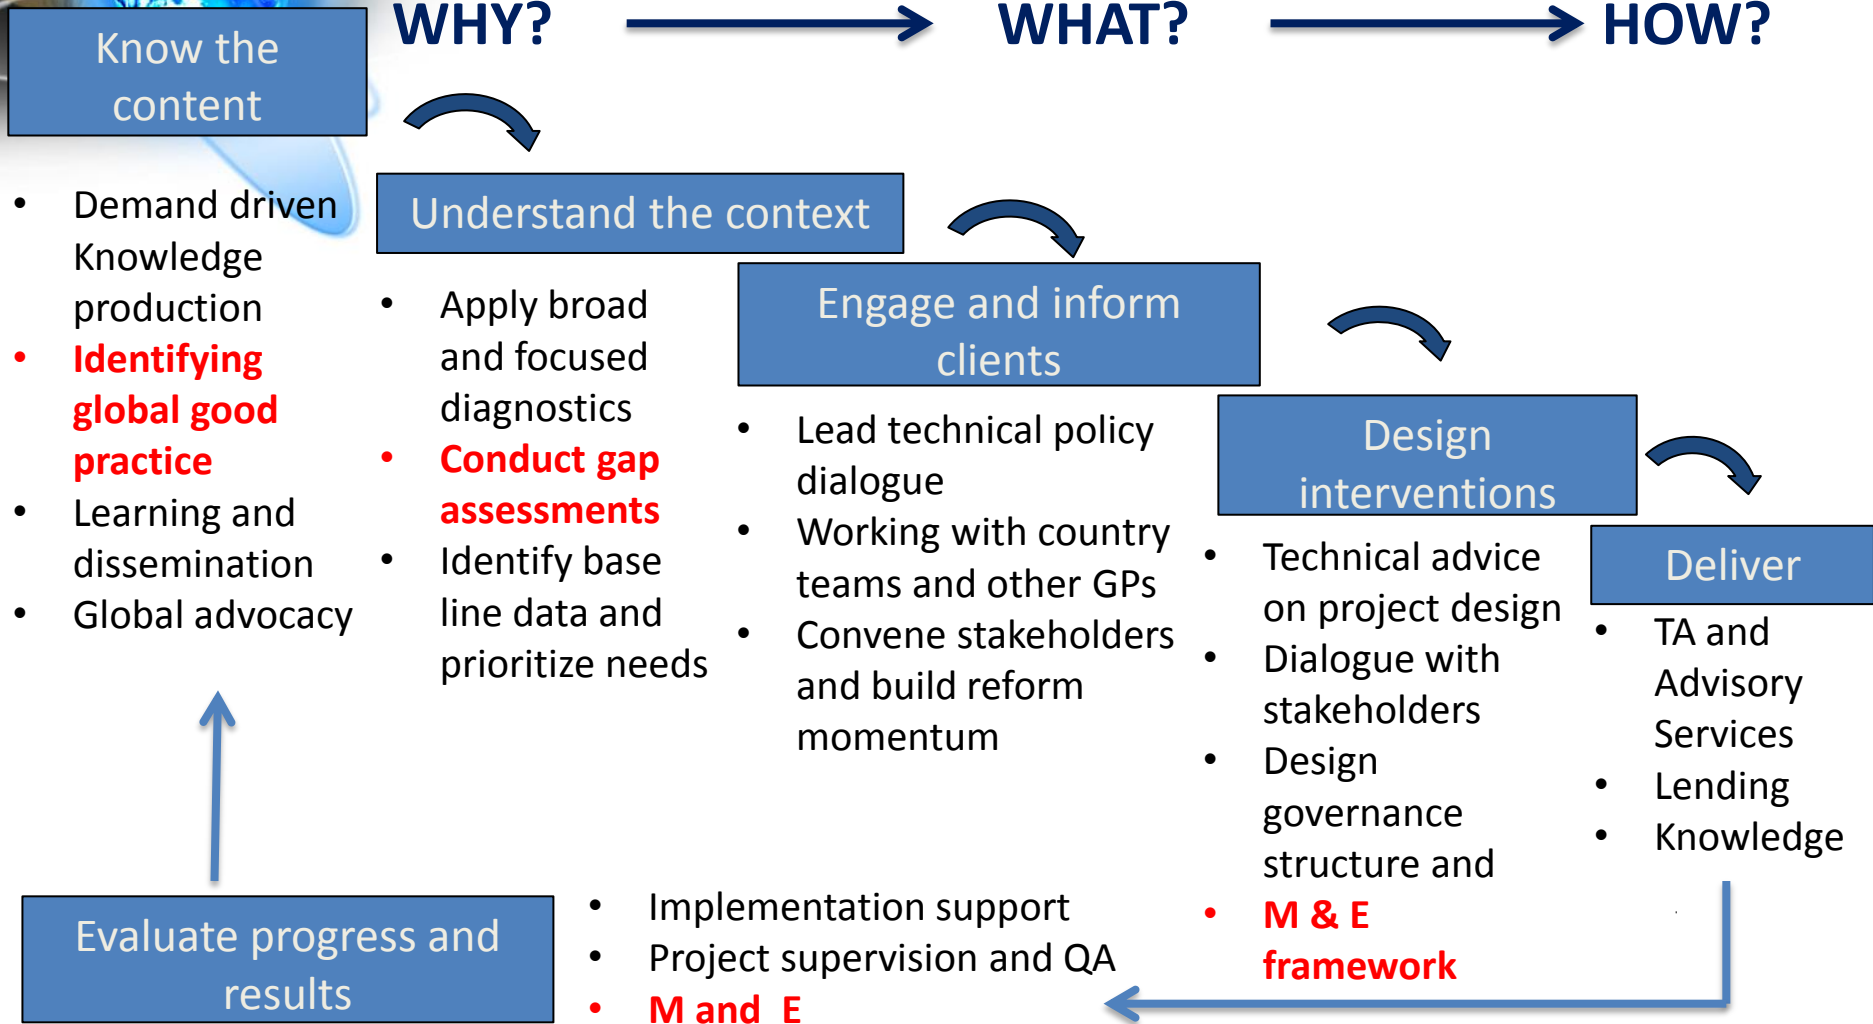 WHY?
WHAT?
HOW?
Know the
content
• Demand driven
Knowledge
production
• Identifying
global good
practice
• Learning and
dissemination
• Global advocacy
Understand the context
• Apply broad
and focused
diagnostics
• Conduct gap
assessments
• Identify base
line data and
prioritize needs
Engage and inform
clients
• Lead technical policy
dialogue
• Working with country
teams and other GPs
• Convene stakeholders
and build reform
momentum
Design
interventions
• Technical advice
on project design
• Dialogue with
stakeholders
• Design
governance
structure and
• M & E
framework
Deliver
• TA and
Advisory
Services
• Lending
• Knowledge
Evaluate progress and
results
• Implementation support
• Project supervision and QA
• M and E